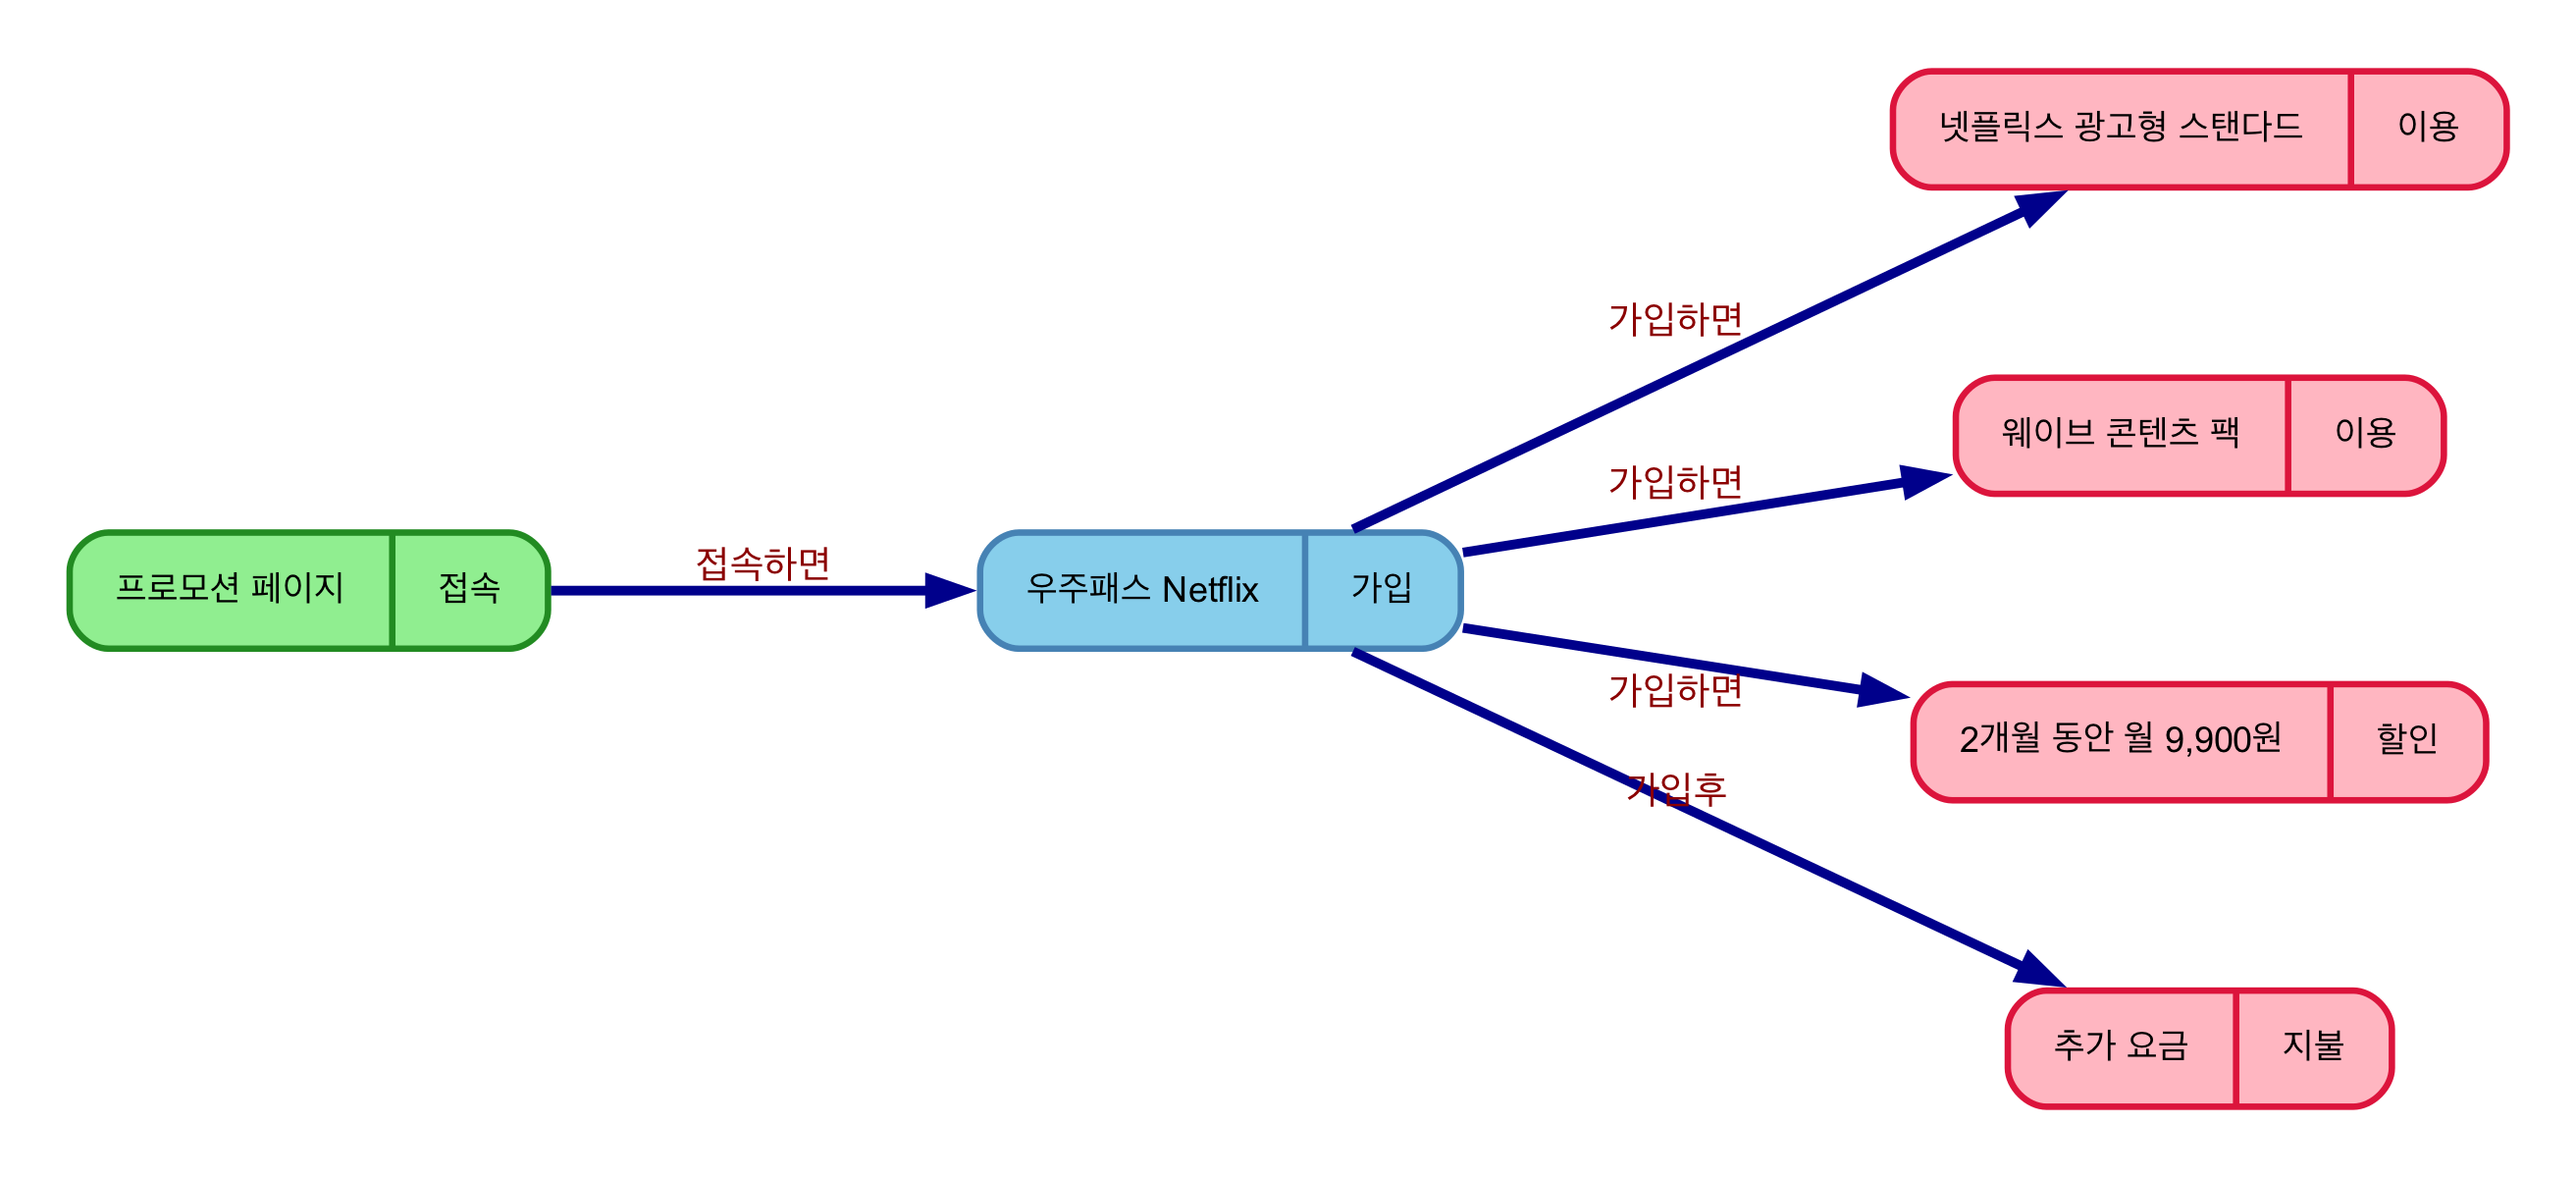 넷플릭스 광고형 스탠다드 이용
가입하면
웨이브 콘텐츠 팩 이용
가입하면
접속하면
프로모션 페이지 접속
우주패스 Netflix 가입
가입하면
2개월 동안 월 9,900원 할인
가입후
추가 요금 지불